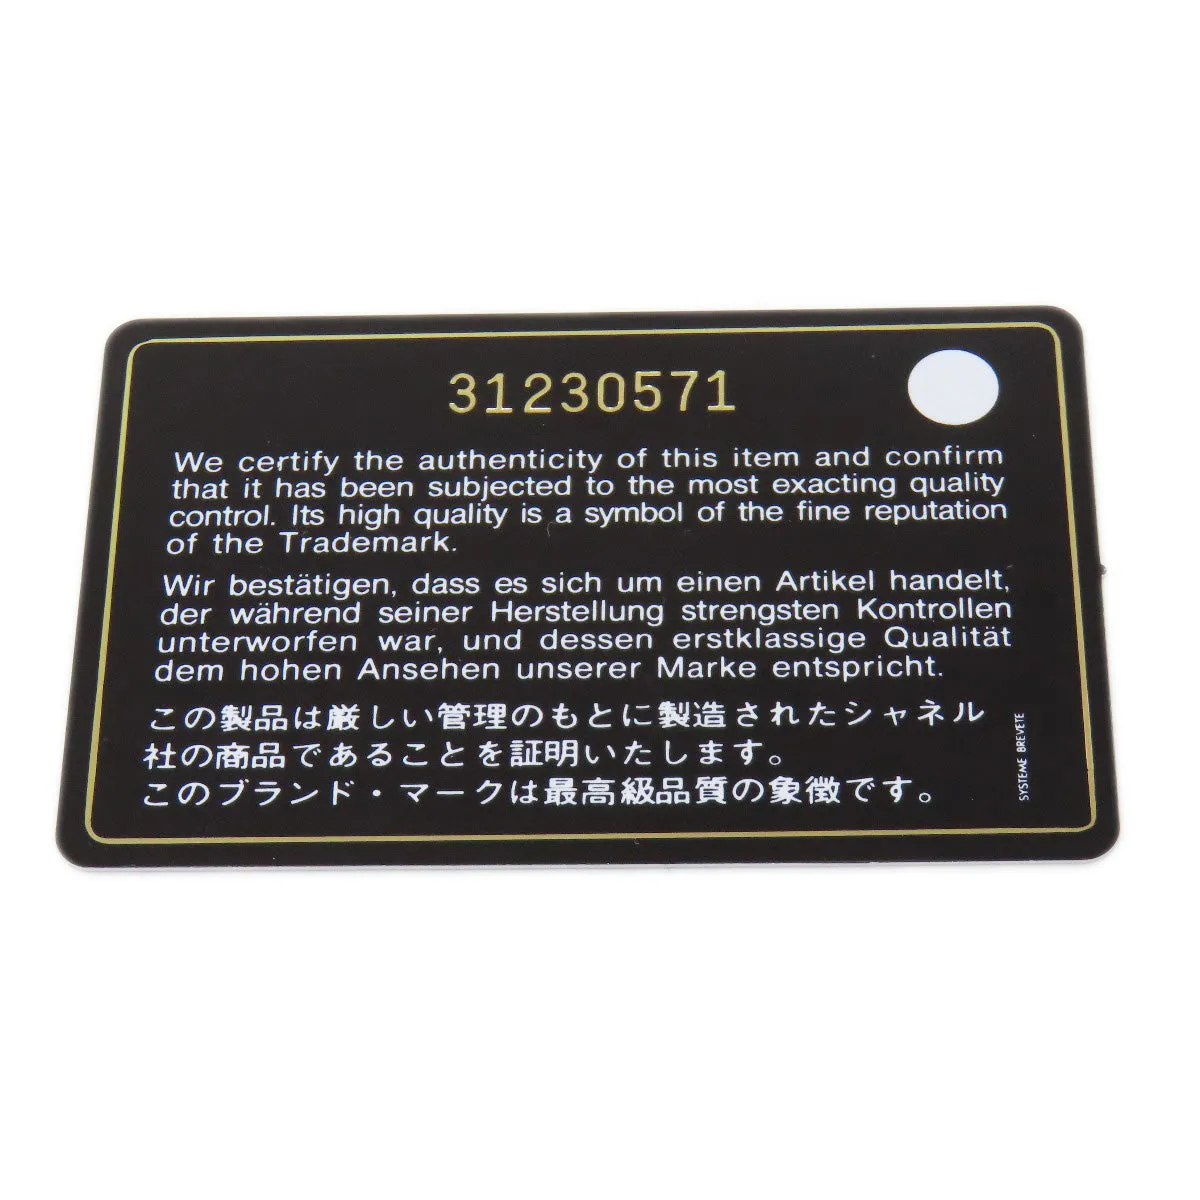 31230571
We certify the authenticity of this item and confirm
that it has been subjected to the most exacting quality
control. Its high quality is a symbol of the fine reputation
of the Trademark.
Wir bestätigen, dass es sich um einen Artikel handelt,
der während seiner Herstellung strengsten Kontrollen
unterworfen war, und dessen erstklassige Qualität
dem hohen Ansehen unserer Marke entspricht.
この製品は厳しい管理のもとに製造されたシャネル
社の商品であることを証明いたします。
このブランド・マークは最高級品質の象徴です。
SYSTEME BREVETE